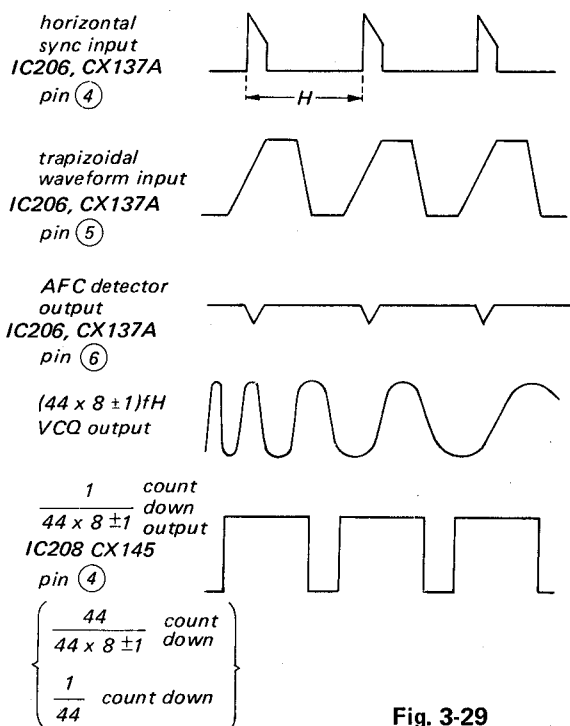 horizontal
sync input
IC206, CX137A
pin ④
H
trapizoidal
waveform input
IC206, CX137A
pin ⑤
AFC detector
output
IC206, CX137A
pin ⑥
(44 x 8 ±1)fH
VCQ output
1 count
down
44 x 8 ±1 output
IC208 CX145
pin ④
44 count
44 x 8 ±1 down
1
44 count down
Fig. 3-29